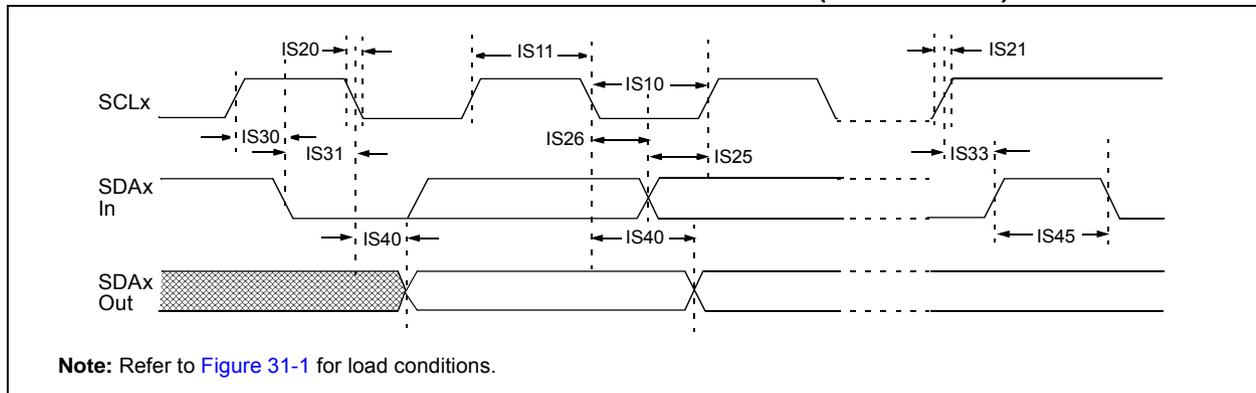 IS20
IS11
IS21
IS10
SCLx
IS30
IS26
IS31
IS25
IS33
SDAx
In
IS40
IS40
IS45
SDAx
Out
Note: Refer to Figure 31-1 for load conditions.